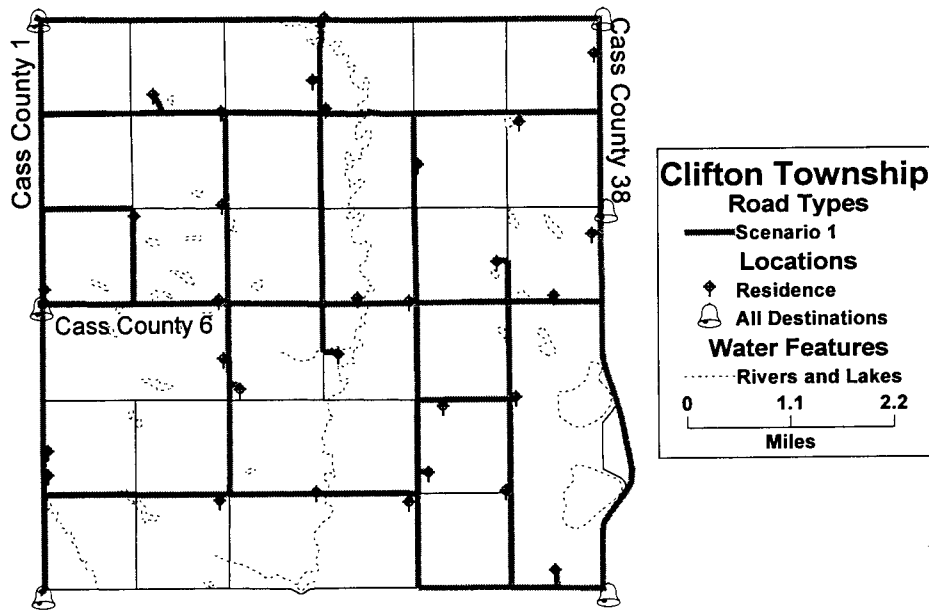 Cass County 1
Cass County 38
Cass County 6
Clifton Township
Road Types
Scenario 1
Locations
Residence
All Destinations
Water Features
Rivers and Lakes
0 1.1 2.2
Miles